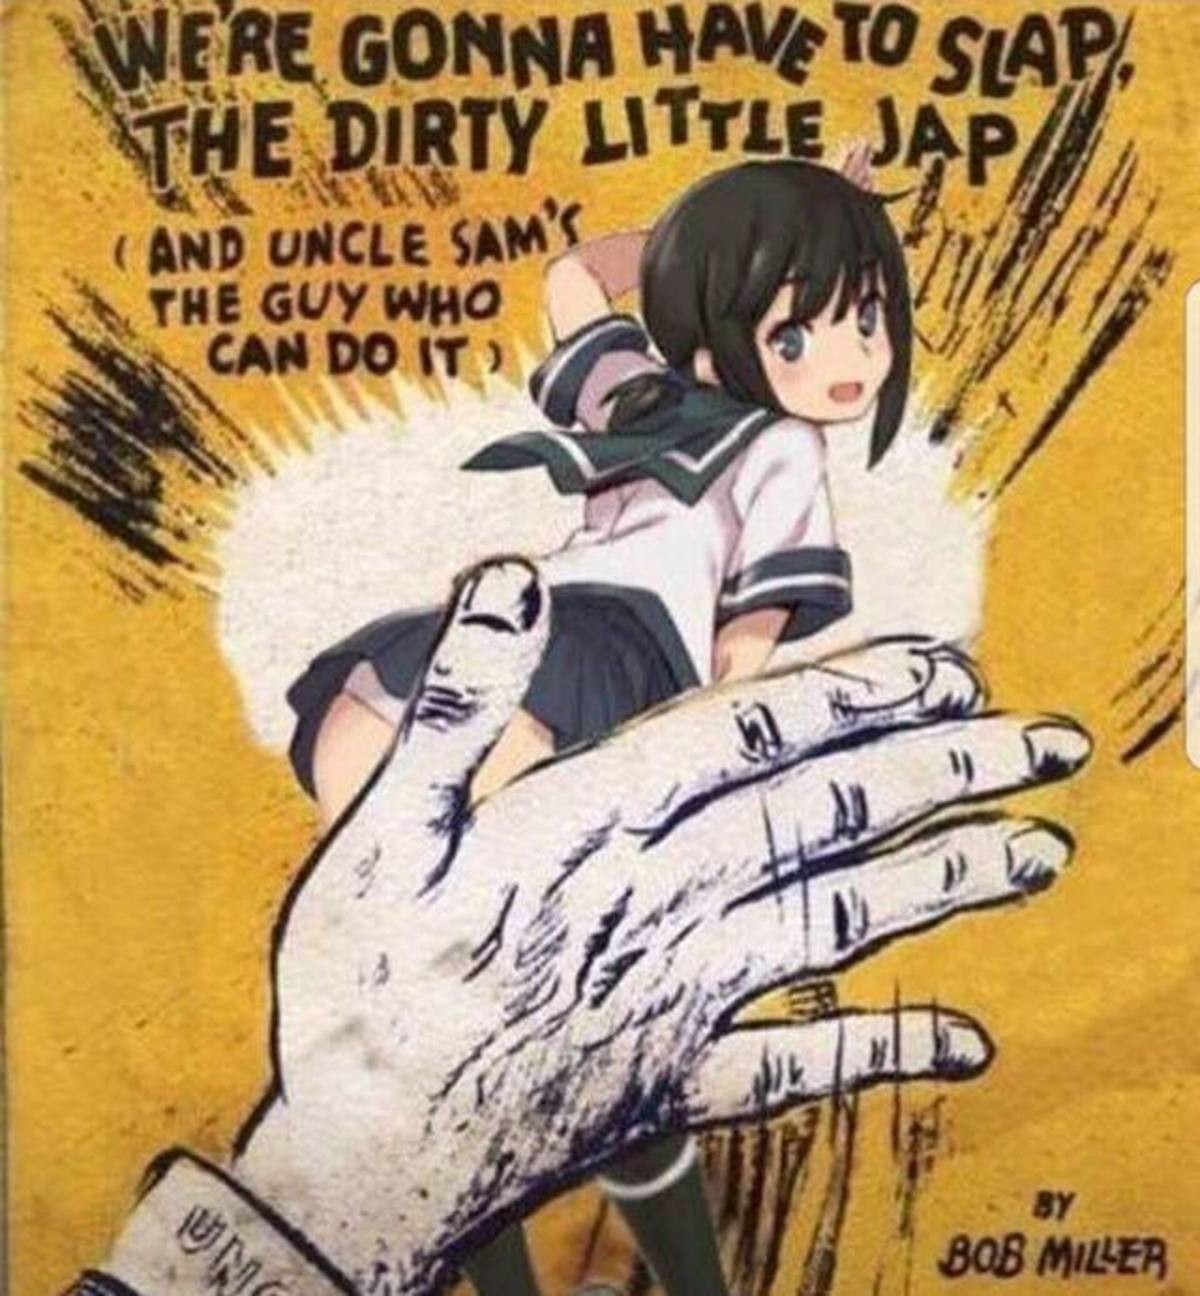 WE'RE GONNA HAVE TO SLAP,
THE DIRTY LITTLE JAP
(AND UNCLE SAM'S
THE GUY WHO
CAN DO IT)
UNC
BY
BOB MILLER